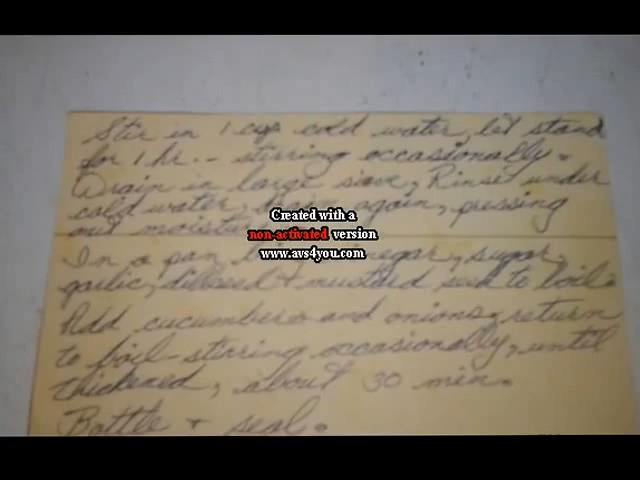 Stir in 1 cup cold water, let stand
for 1 hr. - stirring occasionally.
Drain in large sieve, Rinse under
cold water, again, pressing
out
In a pan vinegar, sugar,
garlic, dillseed + mustard seed to boil.
Add cucumbers and onions, return
to boil - stirring occasionally, until
thickened, about 30 min.
Bottle + seal.
Created with a
non-activated version
www.avs4you.com